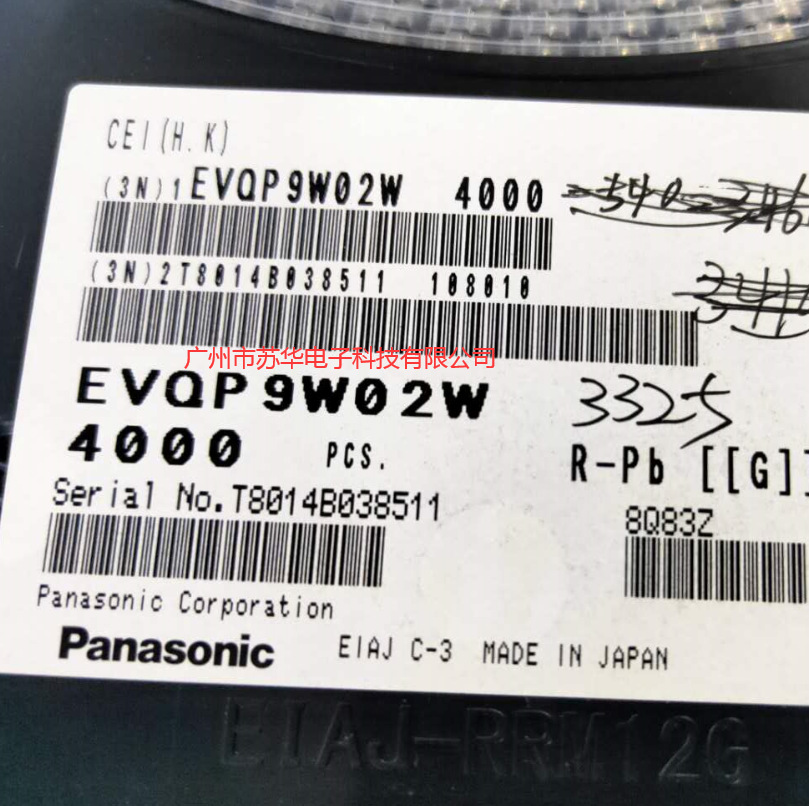 CEI(H.K)
(3N)1EVQP9W02W 4000
(3N)2T8014B038511 108010
广州市苏华电子科技有限公司
EVQP9W02W
3325
4000 PCS.
R-Pb [[G]]
Serial No.T8014B038511
8Q83Z
Panasonic Corporation
Panasonic
EIAJ C-3 MADE IN JAPAN
EIAJ-RRM12G